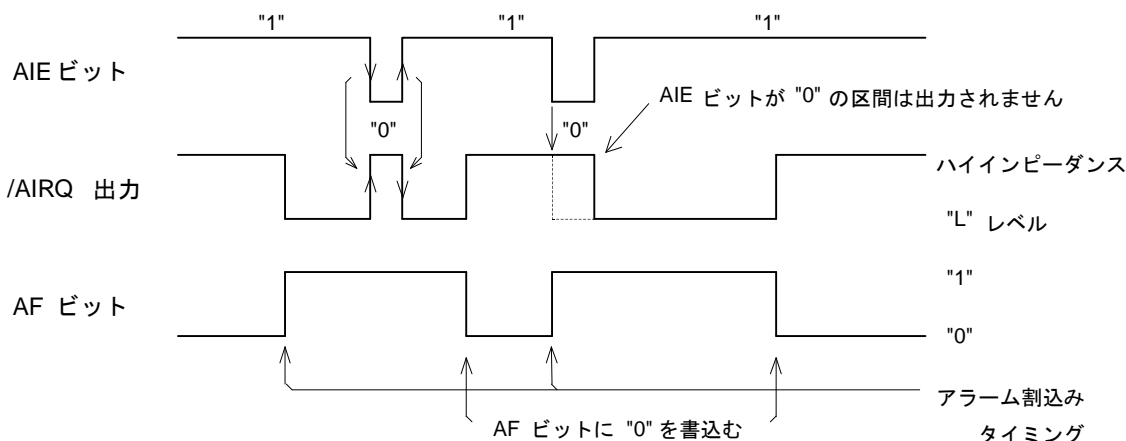 "1" "1" "1"
AIE ビット
"0" "0" AIE ビットが "0" の区間は出力されません
/AIRQ 出力
ハイインピーダンス
"L" レベル
AF ビット
"1"
"0"
アラーム割込み
タイミング
AF ビットに "0" を書込む